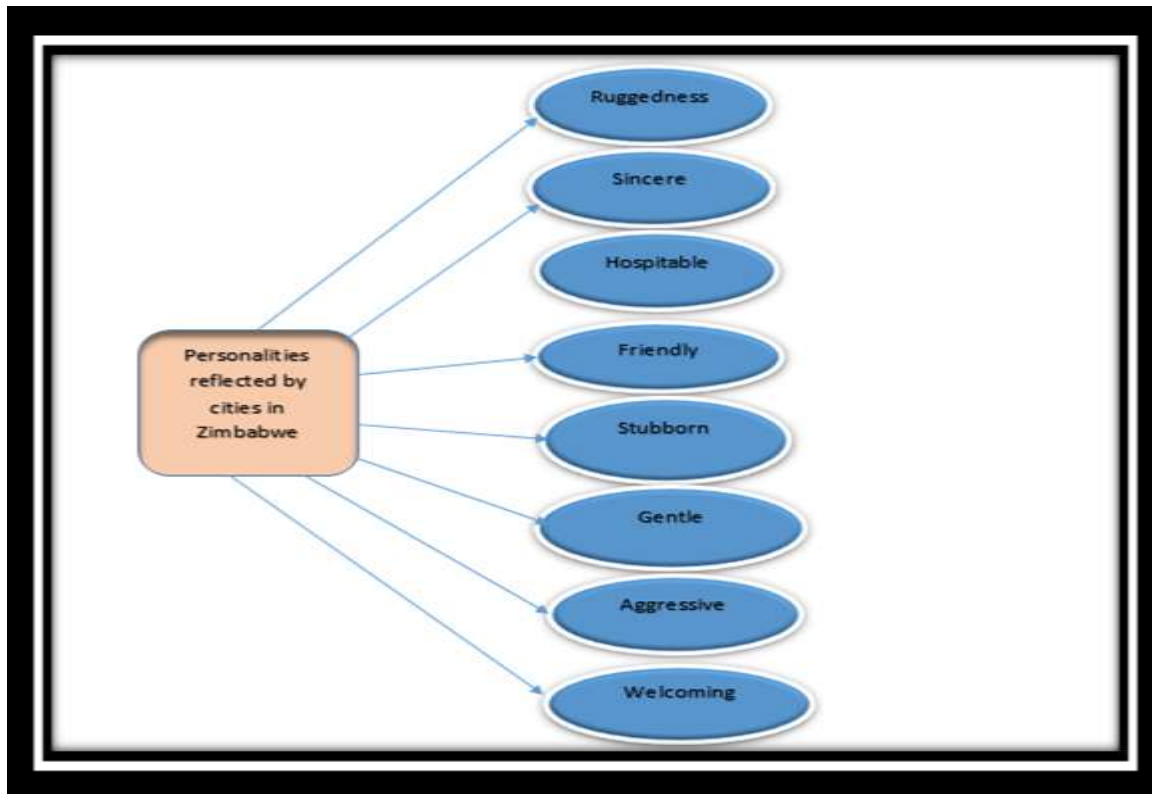 Ruggedness
Sincere
Hospitable
Personalities
reflected by
cities in
Zimbabwe
Friendly
Stubborn
Gentle
Aggressive
Welcoming